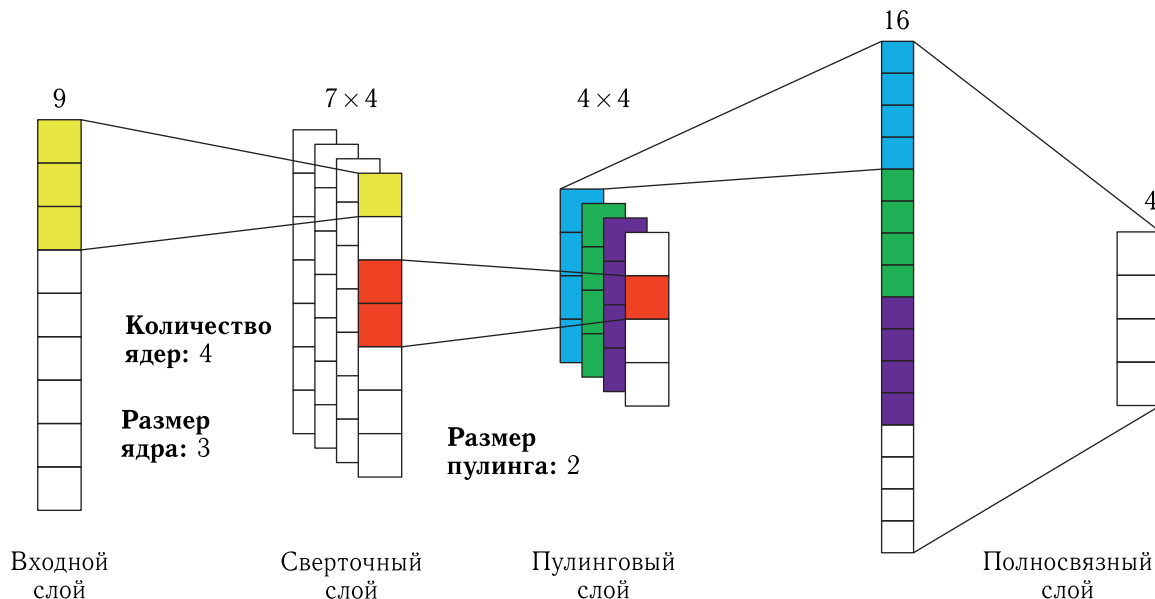 16
9
7 × 4
4 × 4
4
Количество
ядер: 4
Размер
ядра: 3
Размер
пулинга: 2
Входной
слой
Сверточный
слой
Пулинговый
слой
Полносвязный
слой